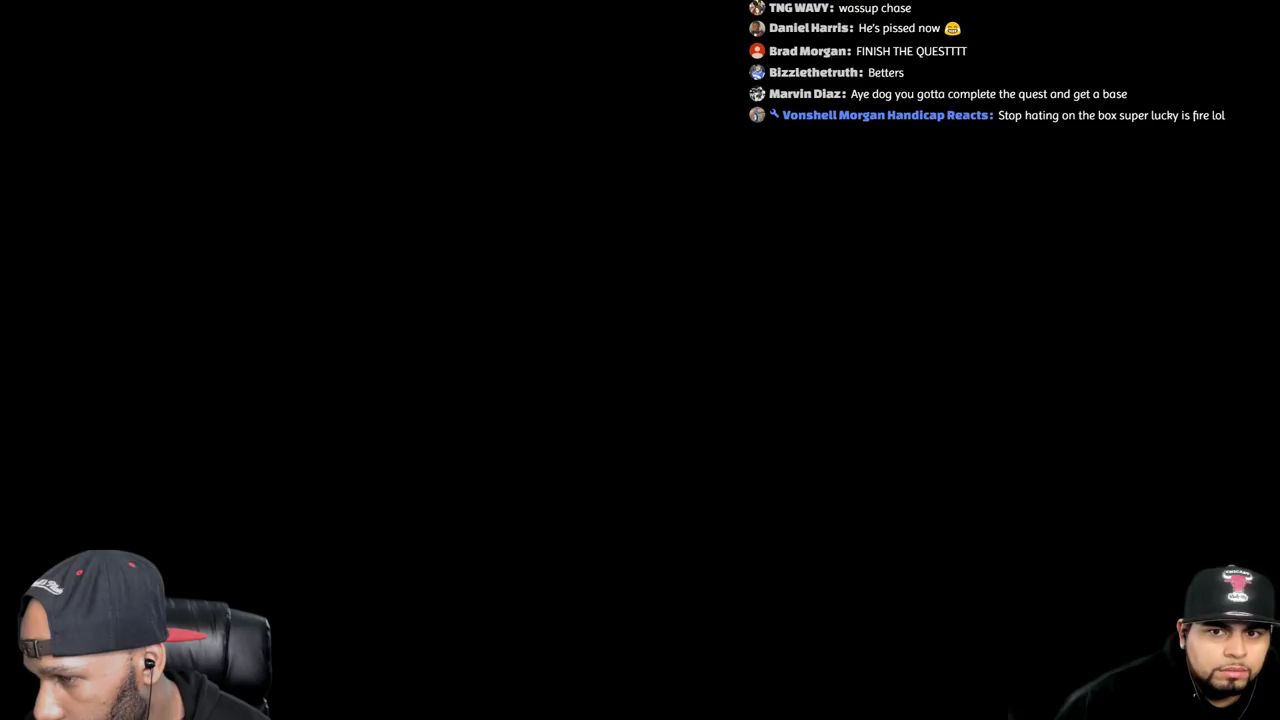 TNG WAVY: wassup chase
Daniel Harris: He's pissed now 😂
Brad Morgan: FINISH THE QUESTTTT
Bizzlethetruth: Betters
Marvin Diaz: Aye dog you gotta complete the quest and get a base
Vonshell Morgan Handicap Reacts: Stop hating on the box super lucky is fire lol
CHICAGO